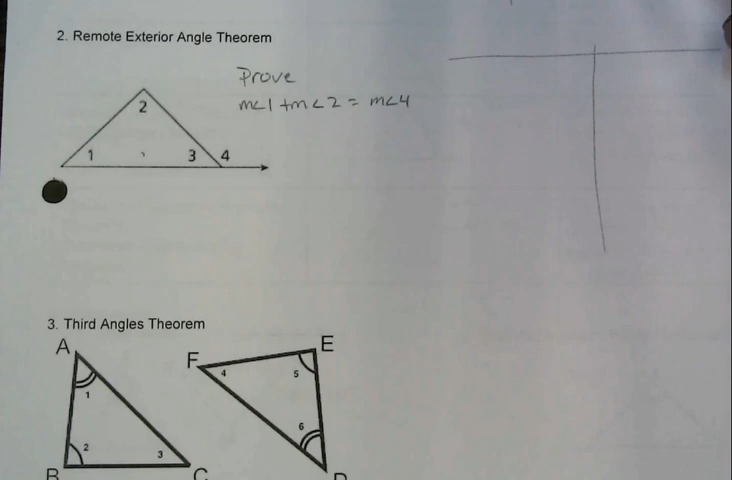 2. Remote Exterior Angle Theorem
Prove
m<1 +m<2 = m<4
2
1
3
4
3. Third Angles Theorem
A
1
2
3
B
C
F
E
4
5
6
D